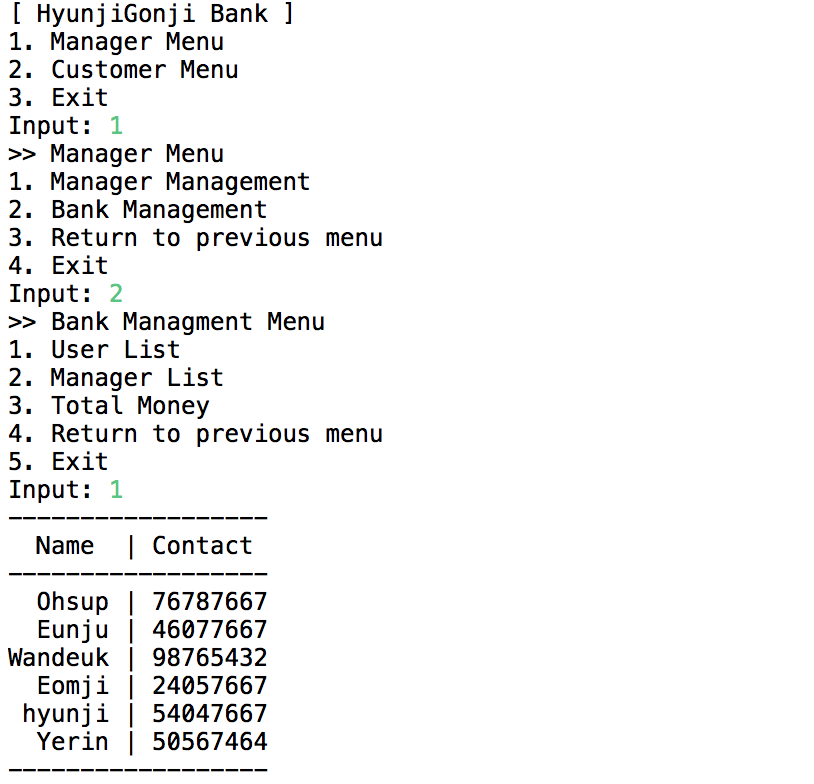 [ HyunjiGonji Bank ]
1. Manager Menu
2. Customer Menu
3. Exit
Input: 1
>> Manager Menu
1. Manager Management
2. Bank Management
3. Return to previous menu
4. Exit
Input: 2
>> Bank Managment Menu
1. User List
2. Manager List
3. Total Money
4. Return to previous menu
5. Exit
Input: 1
------------------
  Name  | Contact
------------------
  Ohsup | 76787667
  Eunju | 46077667
Wandeuk | 98765432
  Eomji | 24057667
 hyunji | 54047667
  Yerin | 50567464
------------------